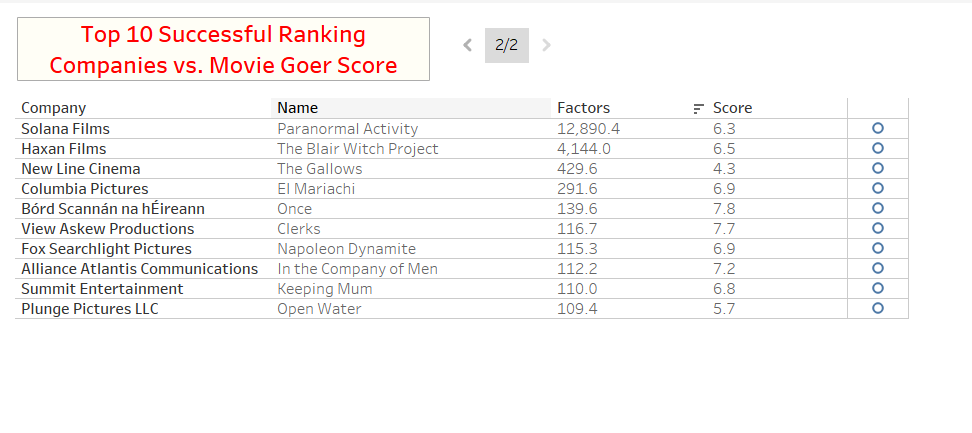 Top 10 Successful Ranking
Companies vs. Movie Goer Score
2/2
Company Name Factors Score
Solana Films Paranormal Activity 12,890.4 6.3
Haxan Films The Blair Witch Project 4,144.0 6.5
New Line Cinema The Gallows 429.6 4.3
Columbia Pictures El Mariachi 291.6 6.9
Bórd Scannán na hÉireann Once 139.6 7.8
View Askew Productions Clerks 116.7 7.7
Fox Searchlight Pictures Napoleon Dynamite 115.3 6.9
Alliance Atlantis Communications In the Company of Men 112.2 7.2
Summit Entertainment Keeping Mum 110.0 6.8
Plunge Pictures LLC Open Water 109.4 5.7